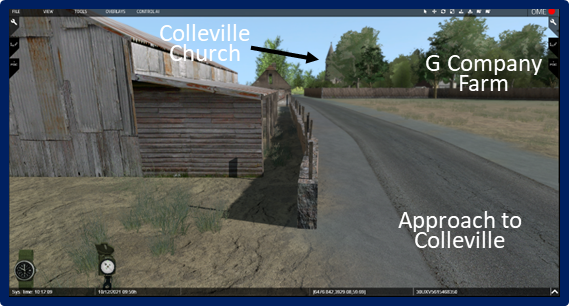 FILE VIEW TOOLS OVERLAYS CONTROL AI
Colleville
Church
G Company
Farm
Approach to
Colleville